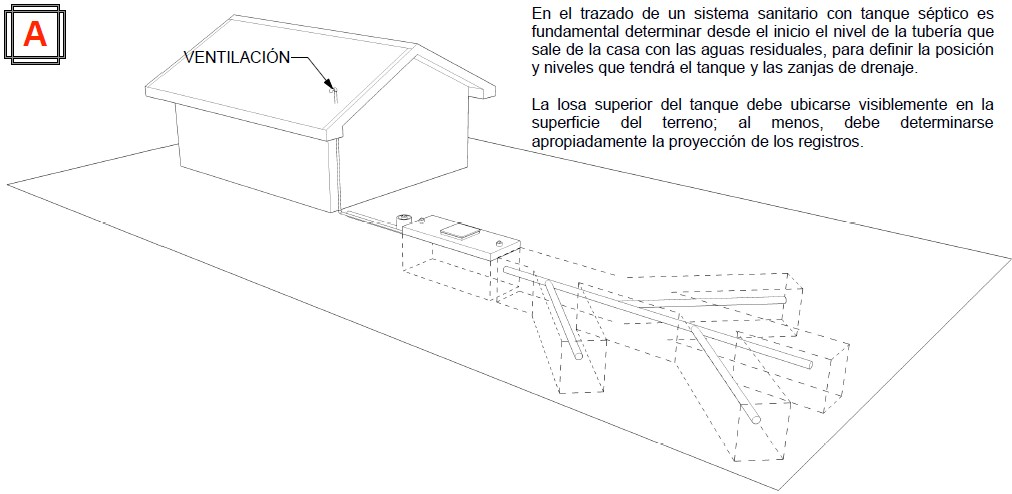 A
VENTILACIÓN
En el trazado de un sistema sanitario con tanque séptico es
fundamental determinar desde el inicio el nivel de la tubería que
sale de la casa con las aguas residuales, para definir la posición
y niveles que tendrá el tanque y las zanjas de drenaje.
La losa superior del tanque debe ubicarse visiblemente en la
superficie del terreno; al menos, debe determinarse
apropiadamente la proyección de los registros.